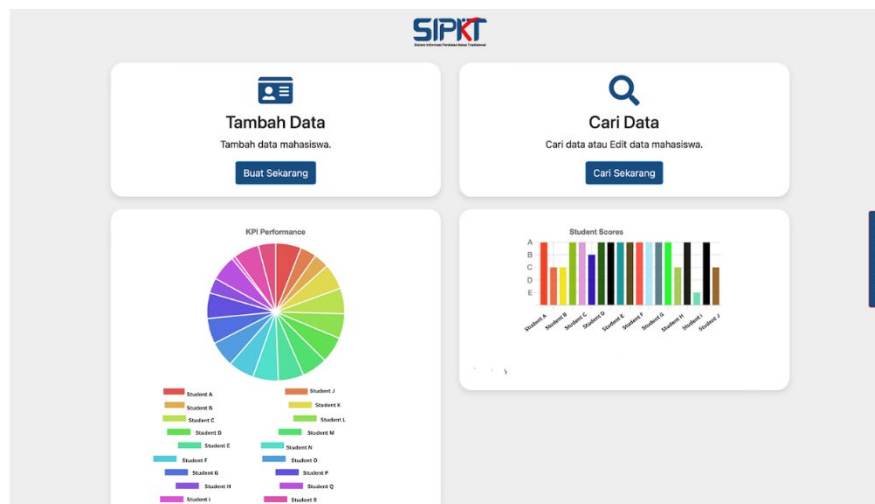 SIPKT
Tambah Data
Tambah data mahasiswa.
Buat Sekarang
Cari Data
Cari data atau Edit data mahasiswa.
Cari Sekarang
KPI Performance
Student A
Student J
Student B
Student K
Student C
Student L
Student D
Student M
Student E
Student N
Student F
Student O
Student G
Student P
Student H
Student Q
Student I
Student R
Student Scores
A
B
C
D
E
Student A
Student B
Student C
Student D
Student E
Student F
Student G
Student H
Student I
Student J